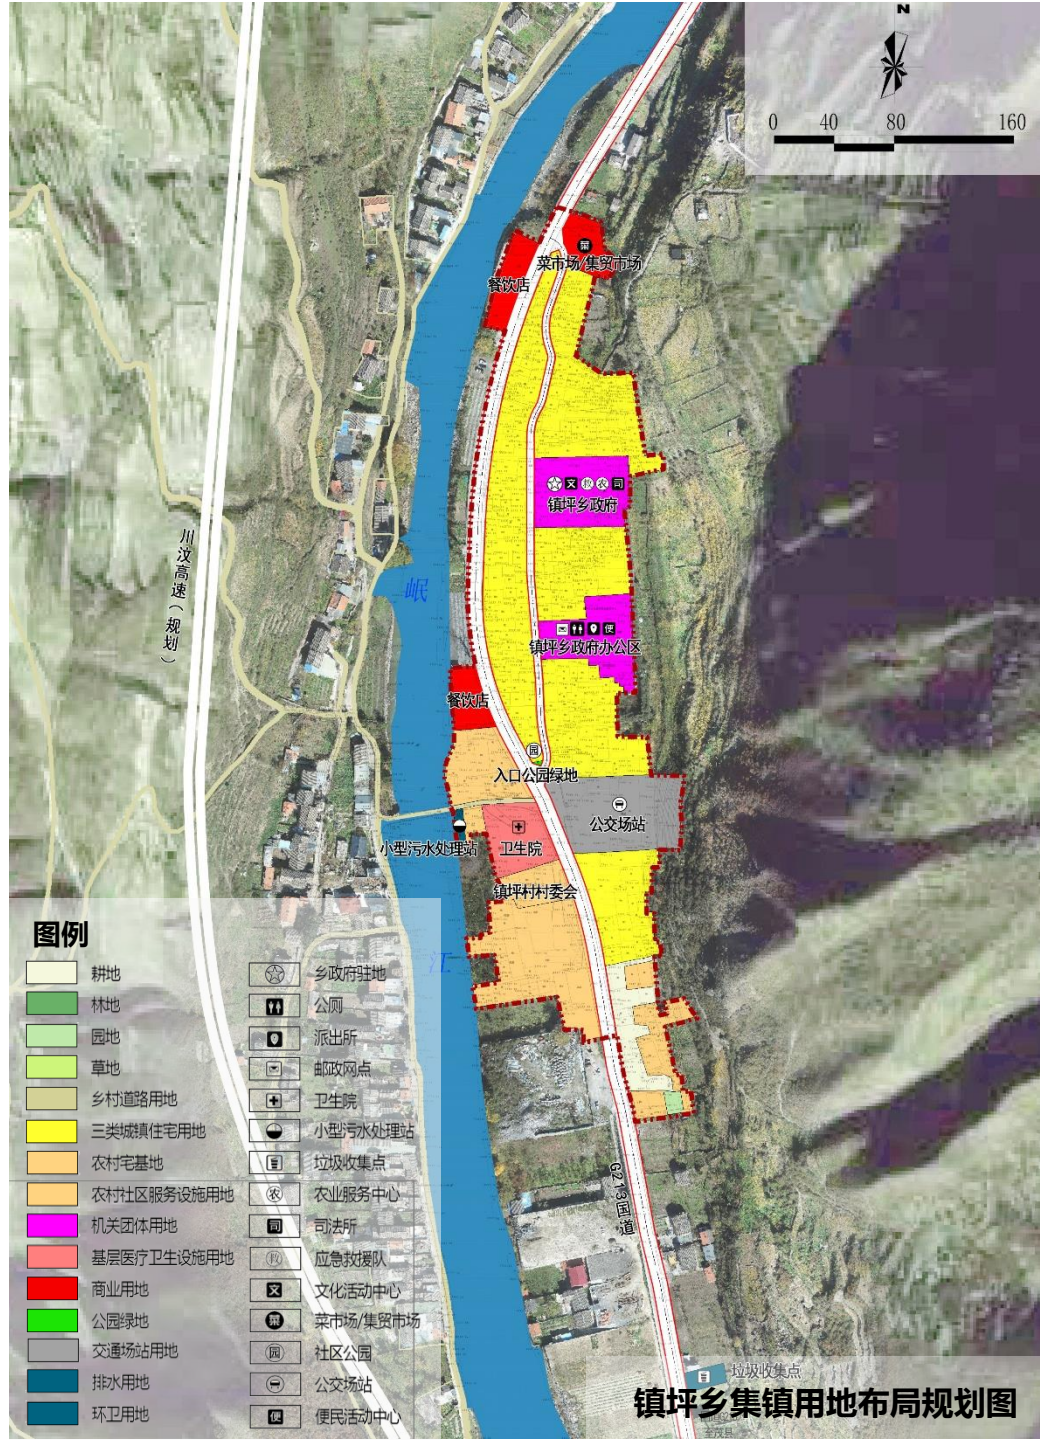 N
0 40 80 160
菜市场/集贸市场
餐饮店
镇坪乡政府
川汶高速（规划）
岷
镇坪乡政府办公区
餐饮店
入口公园绿地
公交场站
小型污水处理站
卫生院
镇坪村村委会
江
G213国道
图例
耕地
林地
园地
草地
乡村道路用地
三类城镇住宅用地
农村宅基地
农村社区服务设施用地
机关团体用地
基层医疗卫生设施用地
商业用地
公园绿地
交通场站用地
排水用地
环卫用地
乡政府驻地
公厕
派出所
邮政网点
卫生院
小型污水处理站
垃圾收集点
农业服务中心
司法所
应急救援队
文化活动中心
菜市场/集贸市场
社区公园
公交场站
便民活动中心
垃圾收集点
镇坪乡集镇用地布局规划图
至茂县